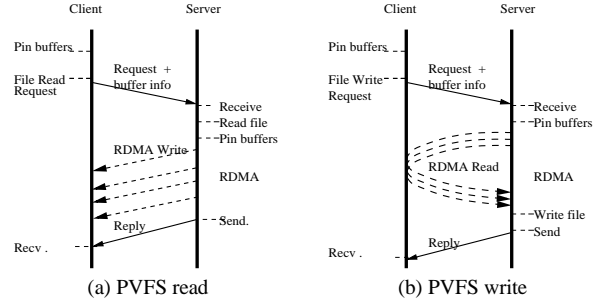 Client
Server
Pin buffers
File Read
Request
Request +
buffer info
Receive
Read file
Pin buffers
RDMA Write
RDMA
Send.
Reply
Recv .
(a) PVFS read
Client
Server
Pin buffers
File Write
Request
Request +
buffer info
Receive
Pin buffers
RDMA Read
RDMA
Write file
Send
Reply
Recv .
(b) PVFS write